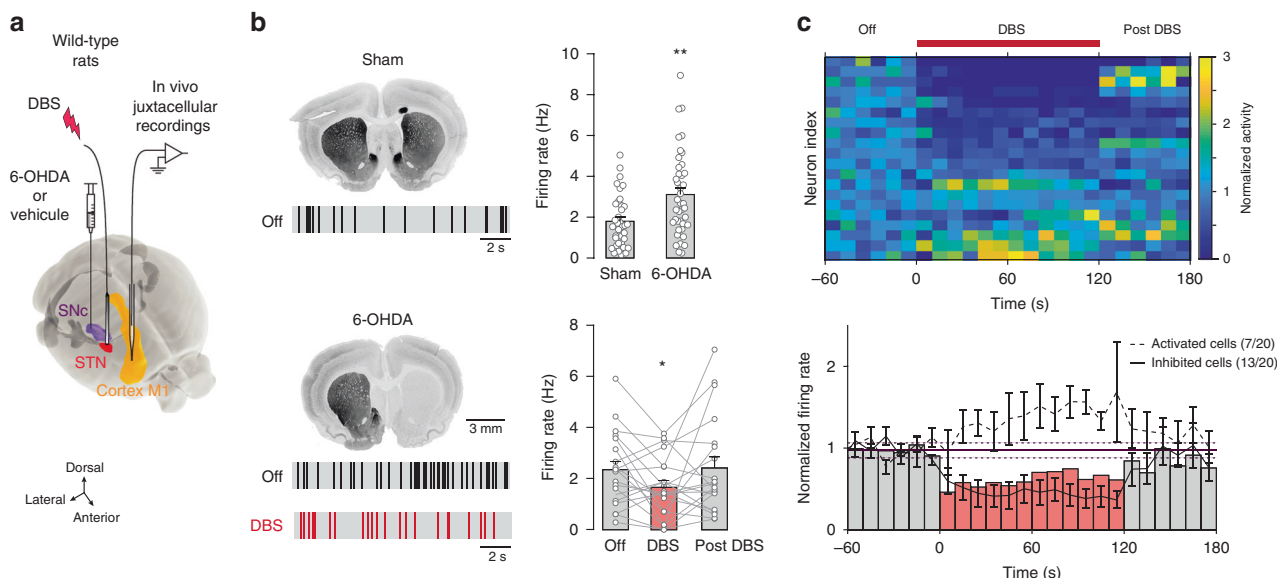 a
Wild-type
rats
DBS
In vivo
juxtacellular
recordings
6-OHDA
or
vehicule
SNc
STN
Cortex M1
Dorsal
Lateral
Anterior
b
Sham
Off
2 s
Firing rate (Hz)
10
8
6
4
2
0
**
Sham
6-OHDA
6-OHDA
3 mm
Off
DBS
2 s
Firing rate (Hz)
8
6
4
2
0
*
Off
DBS
Post DBS
c
Off
DBS
Post DBS
Neuron index
–60
0
60
120
180
Time (s)
3
2
1
0
Normalized activity
Normalized firing rate
2
1
0
Activated cells (7/20)
Inhibited cells (13/20)
–60
0
60
120
180
Time (s)